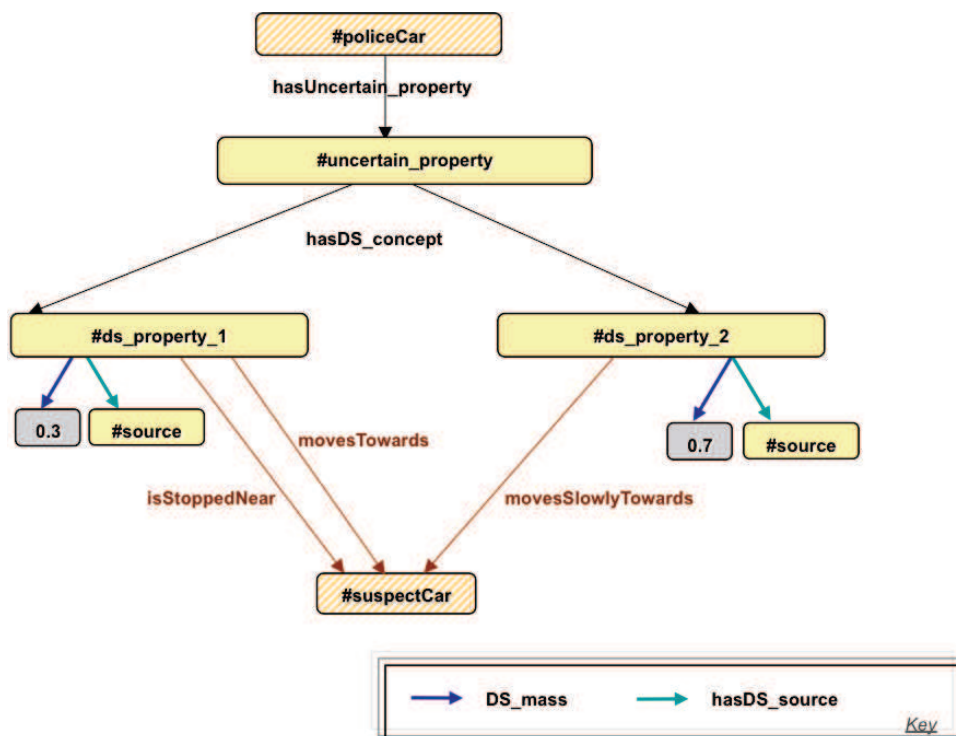 #policeCar
hasUncertain_property
#uncertain_property
hasDS_concept
#ds_property_1
#ds_property_2
0.3
#source
0.7
#source
movesTowards
isStoppedNear
movesSlowlyTowards
#suspectCar
DS_mass
hasDS_source
Key